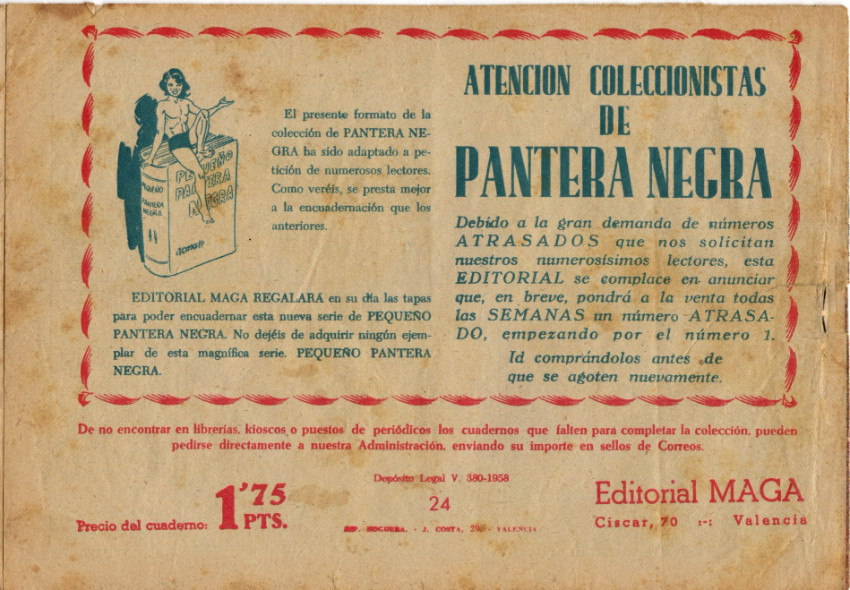 PEQUEÑO
PANTERA
NEGRA
PEQUEÑO
PANTERA
NEGRA
El presente formato de la
colección de PANTERA NE-
GRA ha sido adaptado a pe-
tición de numerosos lectores.
Como veréis, se presta mejor
a la encuadernación que los
anteriores.
EDITORIAL MAGA REGALARÁ en su día las tapas
para poder encuadernar esta nueva serie de PEQUEÑO
PANTERA NEGRA. No dejéis de adquirir ningún ejem-
plar de esta magnífica serie. PEQUEÑO PANTERA
NEGRA.
ATENCION COLECCIONISTAS
DE
PANTERA NEGRA
Debido a la gran demanda de números
ATRASADOS que nos solicitan
nuestros numerosísimos lectores, esta
EDITORIAL se complace en anunciar
que, en breve, pondrá a la venta todas
las SEMANAS un número ATRASA-
DO, empezando por el número 1.
Id comprándolos antes de
que se agoten nuevamente.
De no encontrar en librerías, kioscos o puestos de periódicos los cuadernos que falten para completar la colección, pueden
pedirse directamente a nuestra Administración, enviando su importe en sellos de Correos.
Precio del cuaderno: 1'75 PTS.
Depósito Legal V. 380-1958
24
IMP. NOGUERA. - J. COSTA, - VALENCIA
Editorial MAGA
Ciscar, 70 :-: Valencia